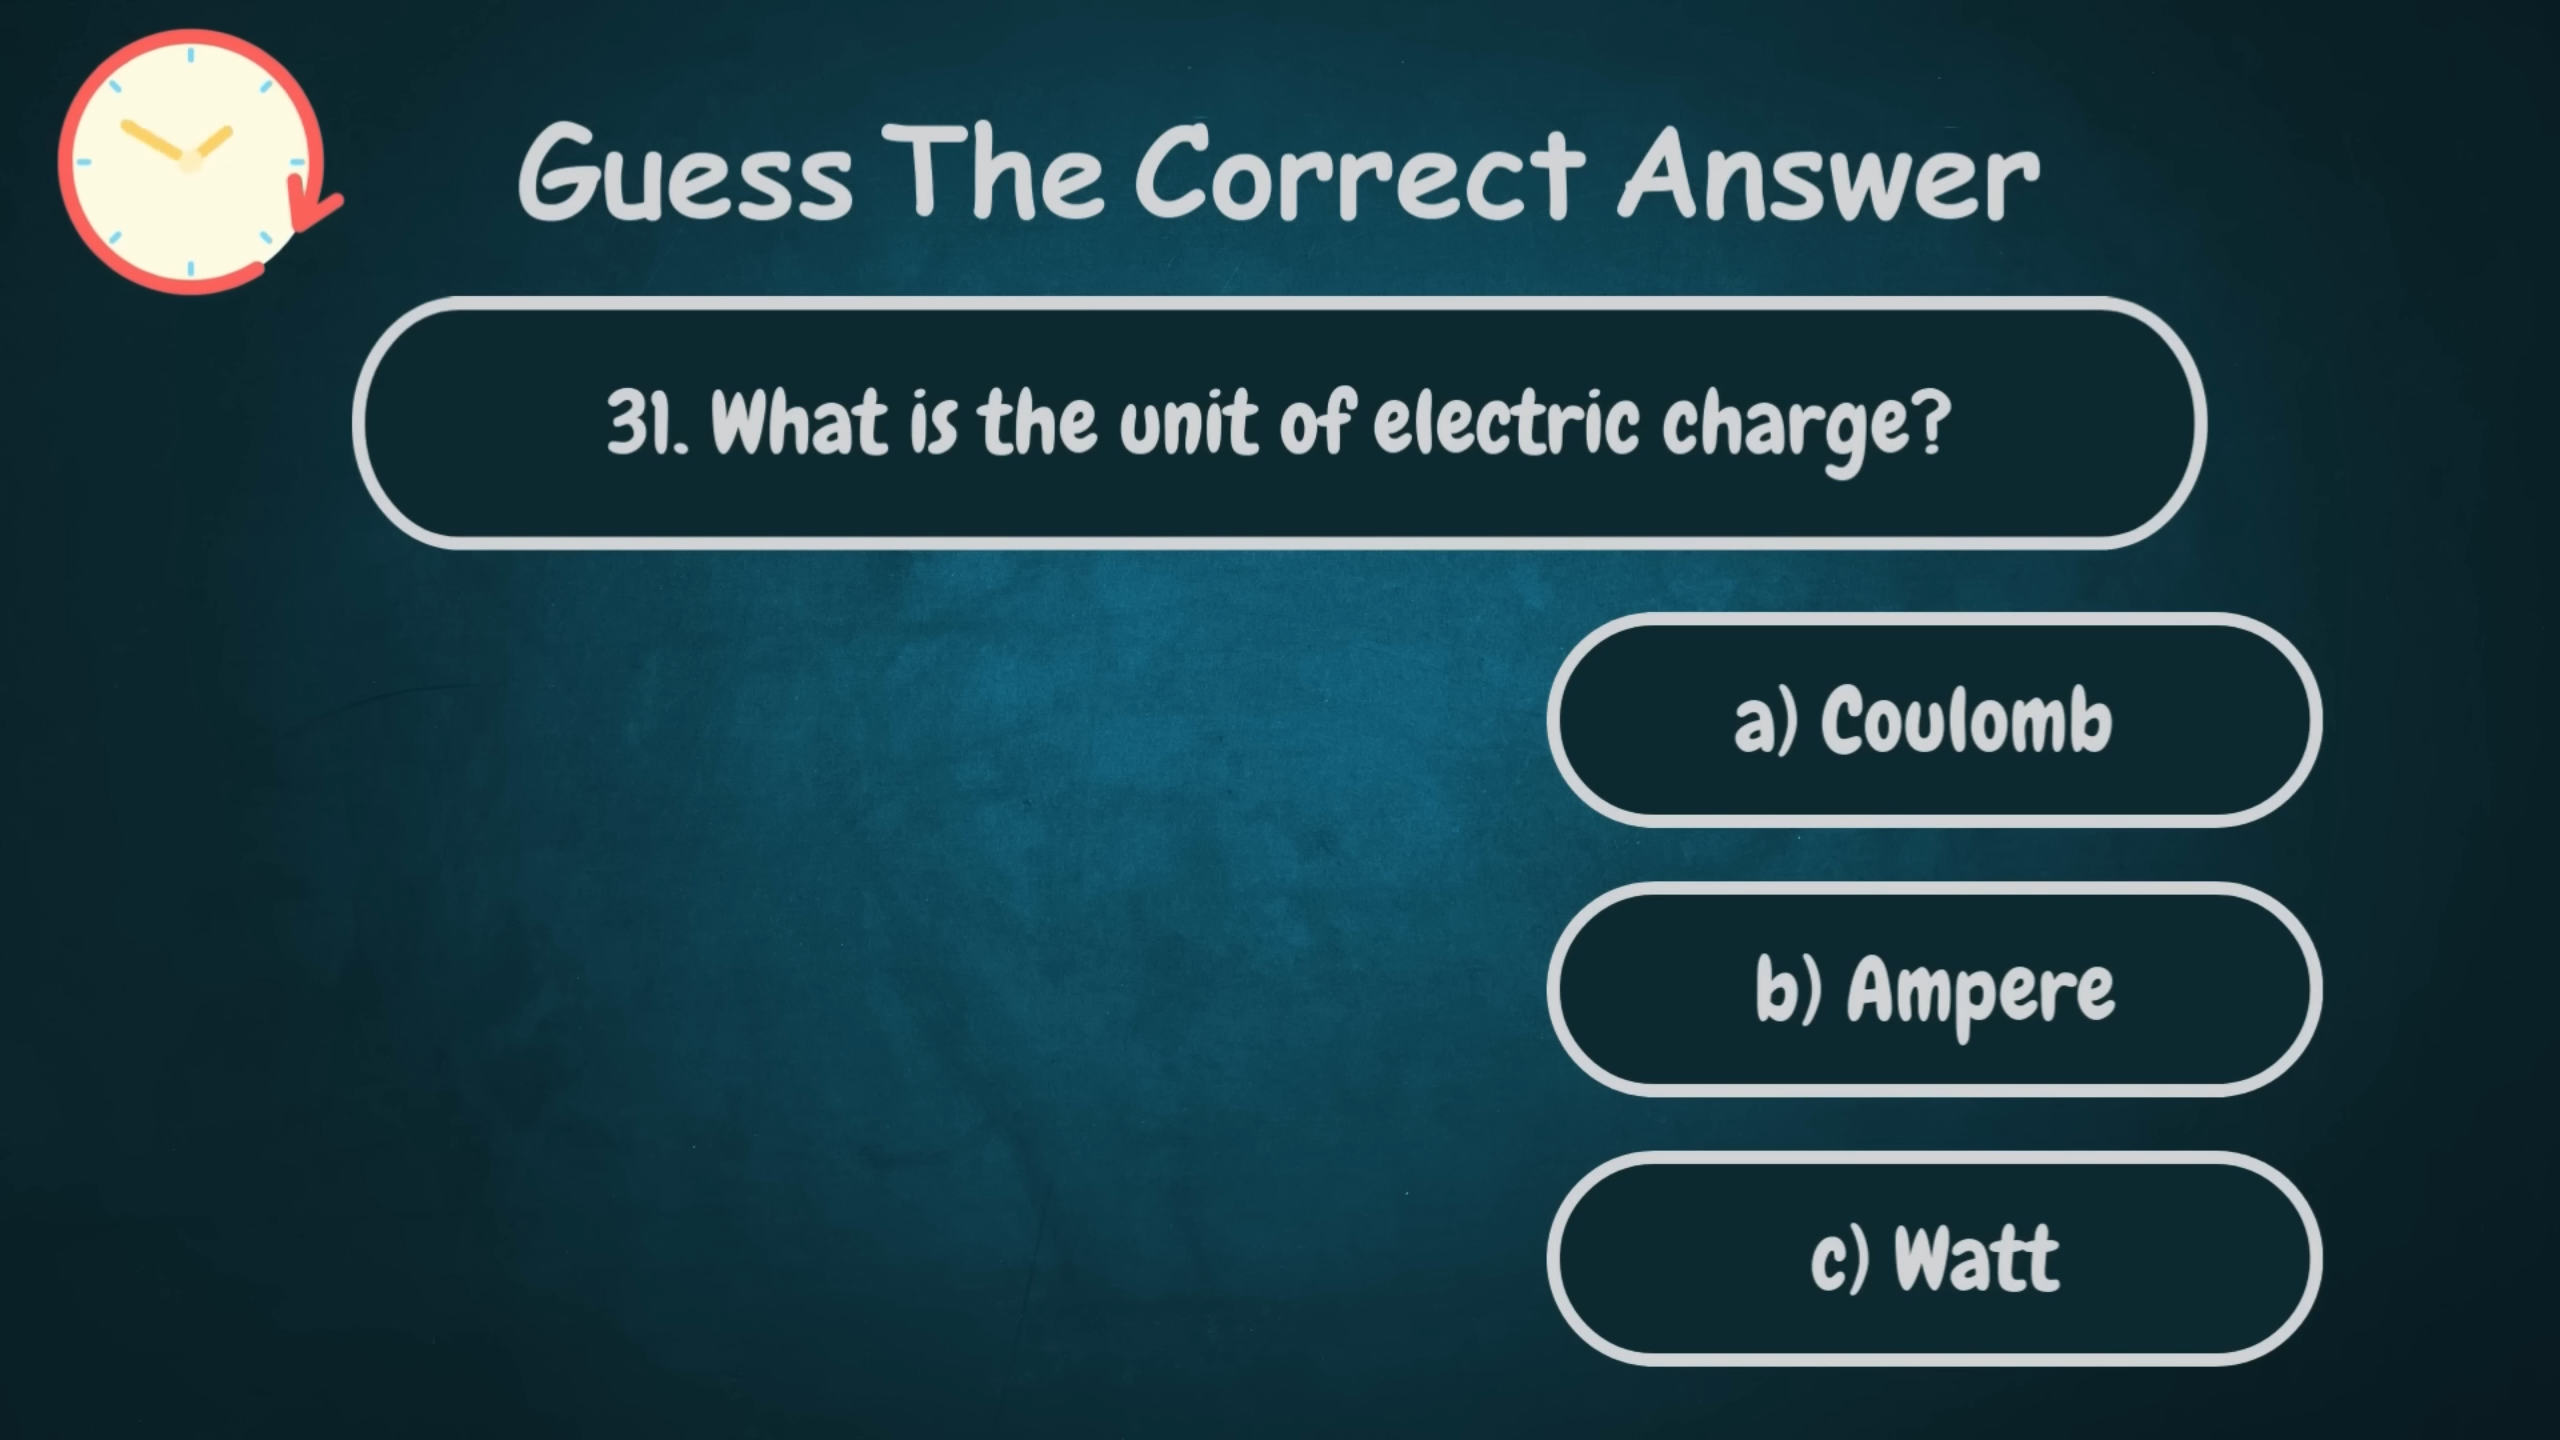 Guess The Correct Answer
31. What is the unit of electric charge?
a) Coulomb
b) Ampere
c) Watt